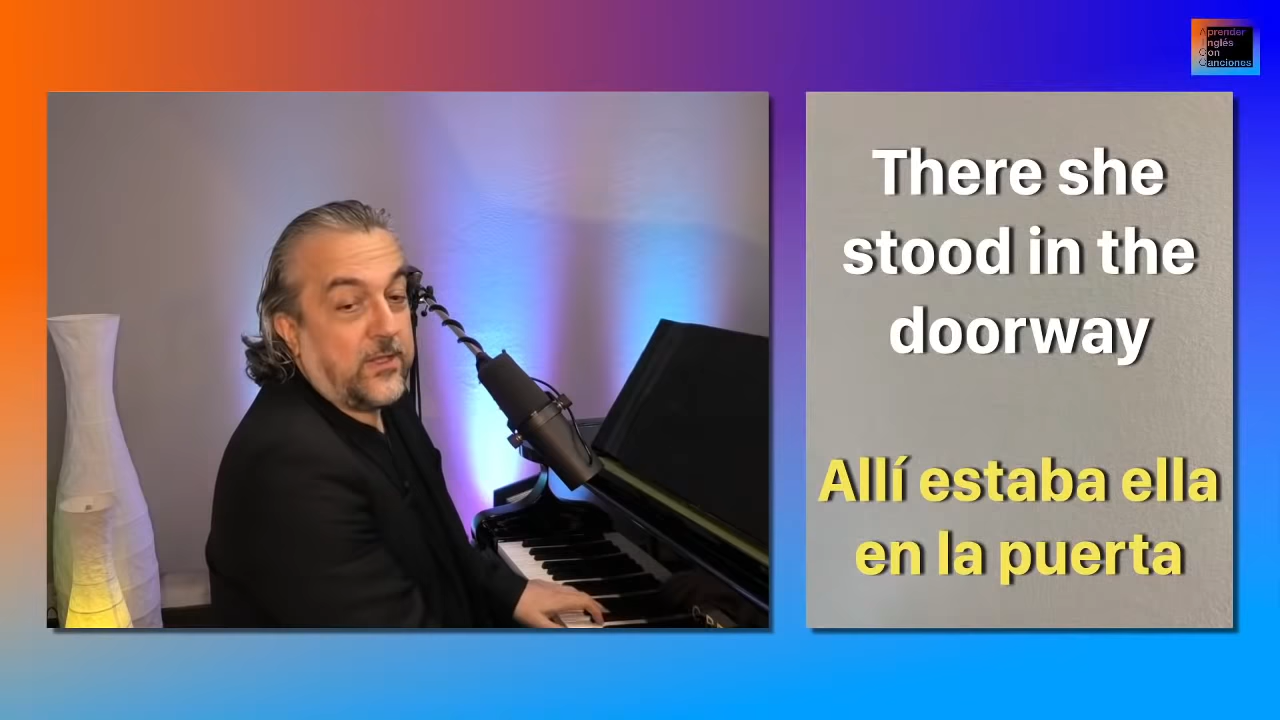 Aprender
Inglés
Con
Canciones
There she
stood in the
doorway
Allí estaba ella
en la puerta